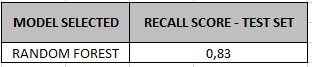 MODEL SELECTED RECALL SCORE - TEST SET
RANDOM FOREST 0,83